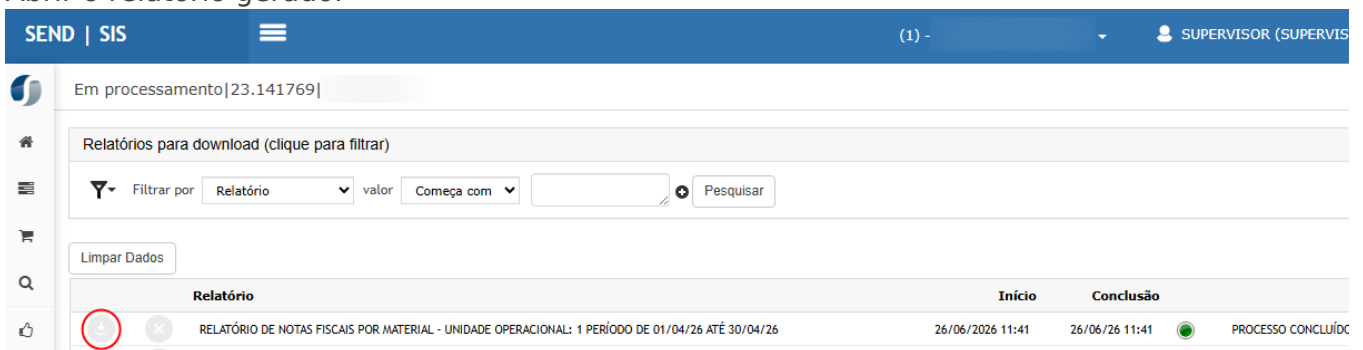 Abrir o relatório gerado.
SEND | SIS (1) - SUPERVISOR (SUPERVIS
Em processamento|23.141769|
Relatórios para download (clique para filtrar)
Filtrar por Relatório valor Começa com Pesquisar
Limpar Dados
Relatório Início Conclusão
RELATÓRIO DE NOTAS FISCAIS POR MATERIAL - UNIDADE OPERACIONAL: 1 PERÍODO DE 01/04/26 ATÉ 30/04/26 26/06/2026 11:41 26/06/26 11:41 PROCESSO CONCLUÍDO